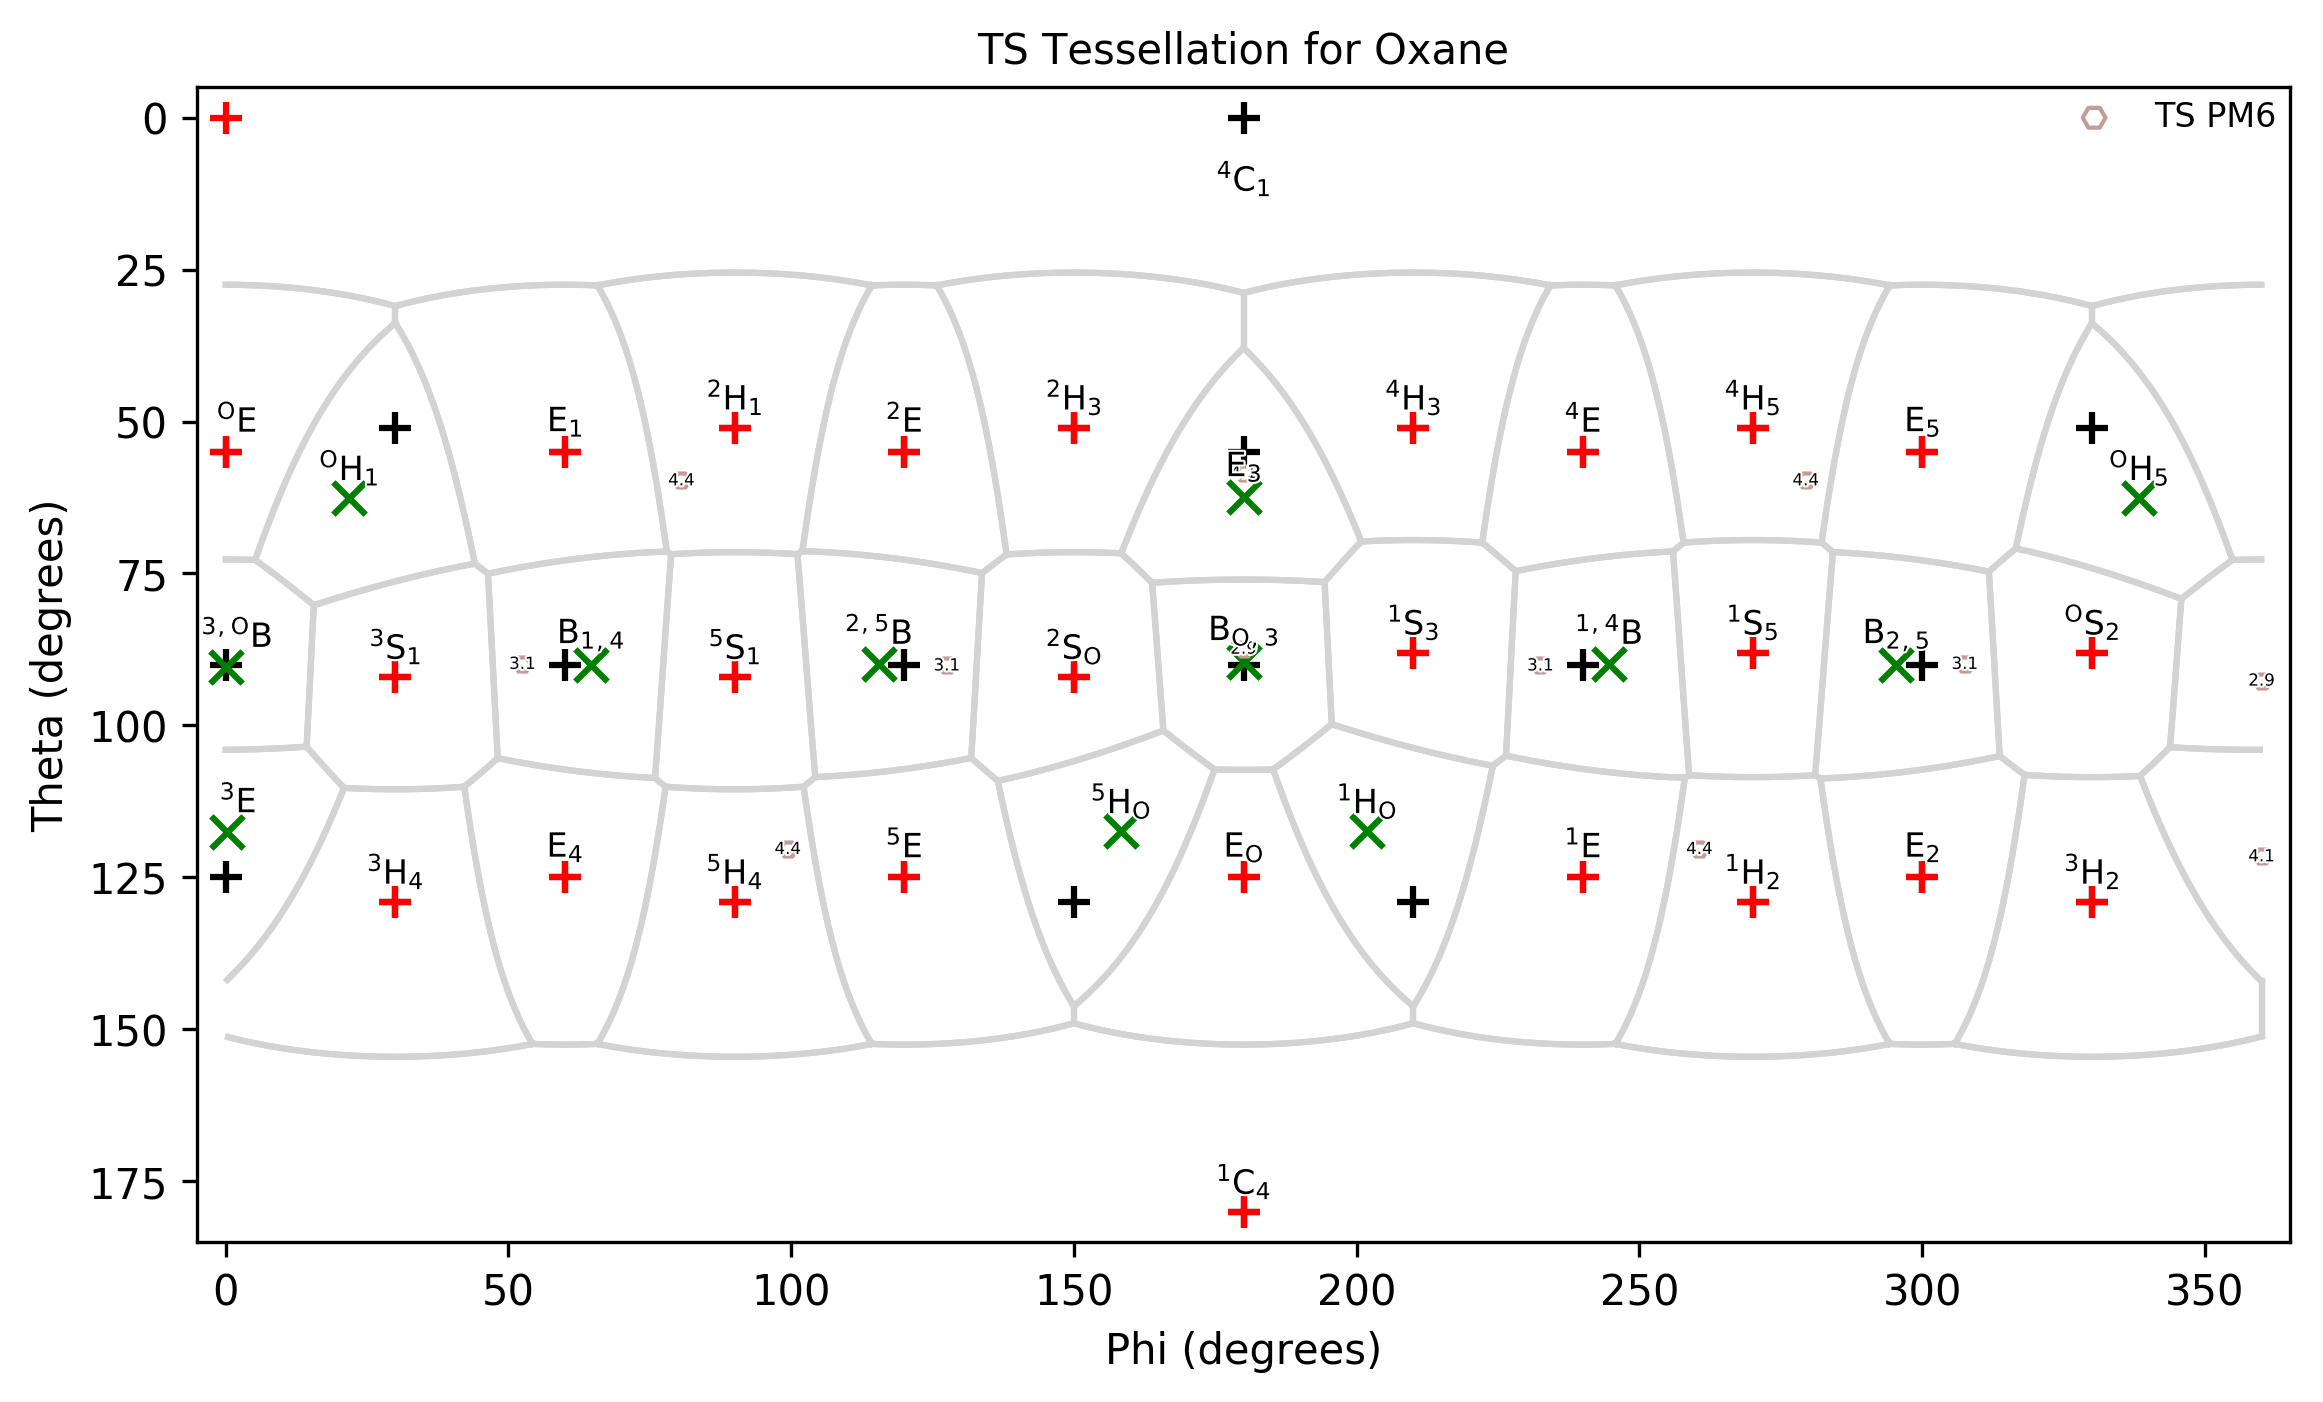 TS Tessellation for Oxane
TS PM6
0
25
50
75
100
125
150
175
Theta (degrees)
⁴C₁
²H₁ ²H₃ ⁴H₃ ⁴H₅
ᴼE E₁ ²E ⁴E E₅
ᴼH₁ E₃ ᴼH₅
4.4 4.4
³,ᴼB ³S₁ B₁,₄ ⁵S₁ ²,⁵B ²Sₒ Bₒ,₃ ¹S₃ ¹,⁴B ¹S₅ B₂,₅ ᴼS₂
2.9
3.1 3.1 3.1 3.1
2.9
³E ⁵Hₒ ¹Hₒ
E₄ 4.4 ⁵E Eₒ ¹E 4.4 E₂ 4.1
³H₄ ⁵H₄ ¹H₂ ³H₂
¹C₄
0 50 100 150 200 250 300 350
Phi (degrees)